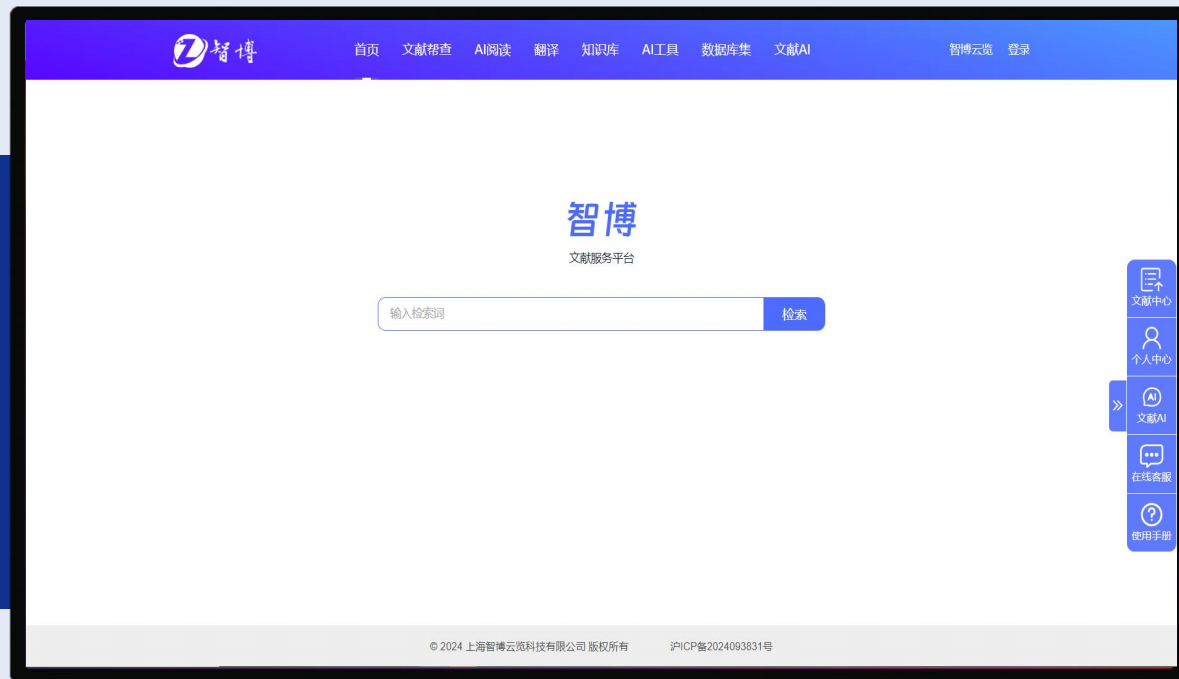 智博 首页 文献帮查 AI阅读 翻译 知识库 AI工具 数据库集 文献AI 智博云览 登录
智博
文献服务平台
输入检索词 检索
文献中心
个人中心
文献AI
在线客服
使用手册
© 2024 上海智博云览科技有限公司 版权所有 沪ICP备2024093831号